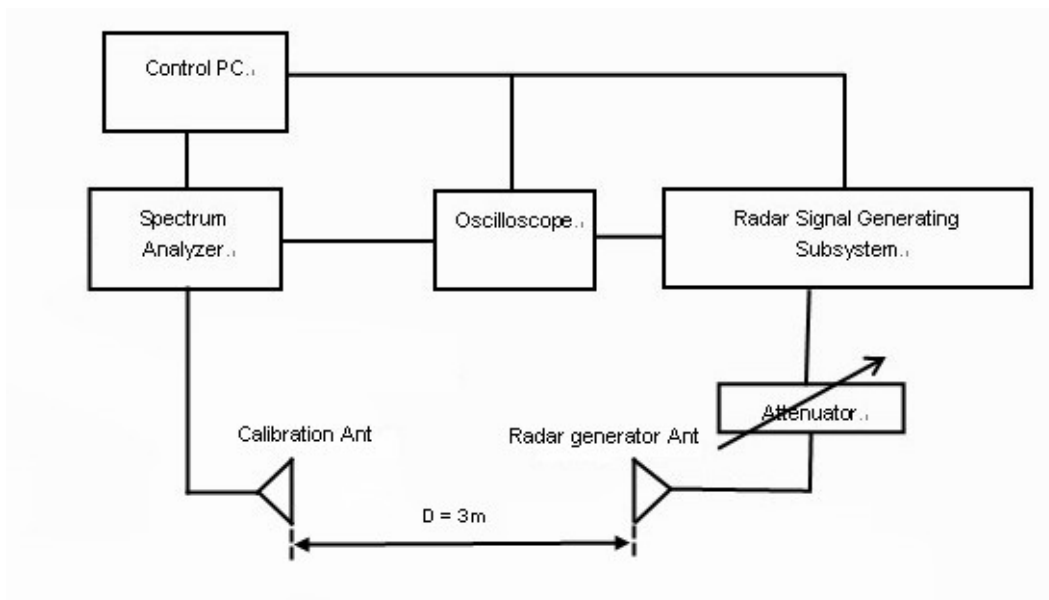 Control PC
Spectrum
Analyzer
Oscilloscope
Radar Signal Generating
Subsystem
Attenuator
Calibration Ant
Radar generator Ant
D = 3m